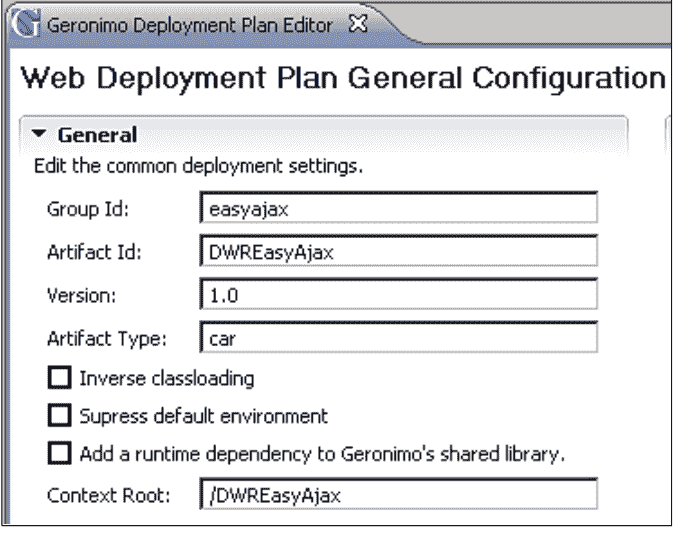 Geronimo Deployment Plan Editor
Web Deployment Plan General Configuration
General
Edit the common deployment settings.
Group Id: easyajax
Artifact Id: DWREasyAjax
Version: 1.0
Artifact Type: car
Inverse classloading
Supress default environment
Add a runtime dependency to Geronimo's shared library.
Context Root: /DWREasyAjax